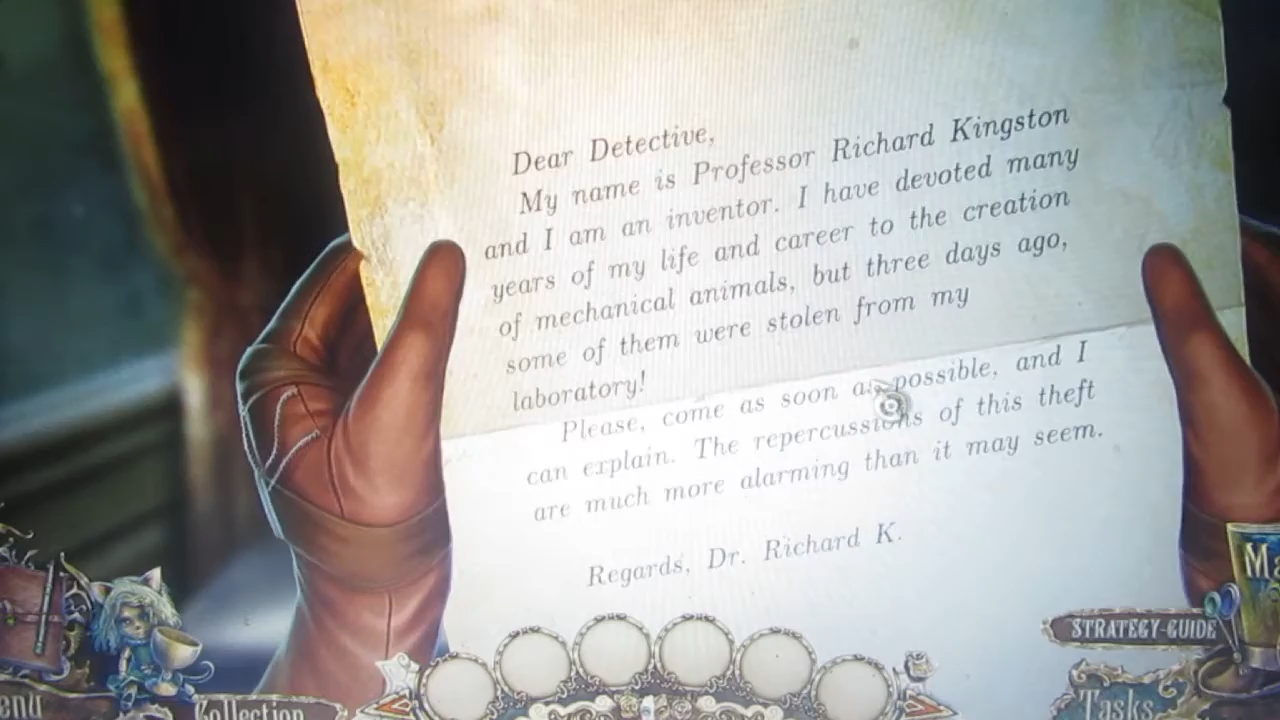 Dear Detective,
My name is Professor Richard Kingston
and I am an inventor. I have devoted many
years of my life and career to the creation
of mechanical animals, but three days ago,
some of them were stolen from my
laboratory!
Please, come as soon as possible, and I
can explain. The repercussions of this theft
are much more alarming than it may seem.
Regards, Dr. Richard K.
STRATEGY GUIDE
Collection
Tasks